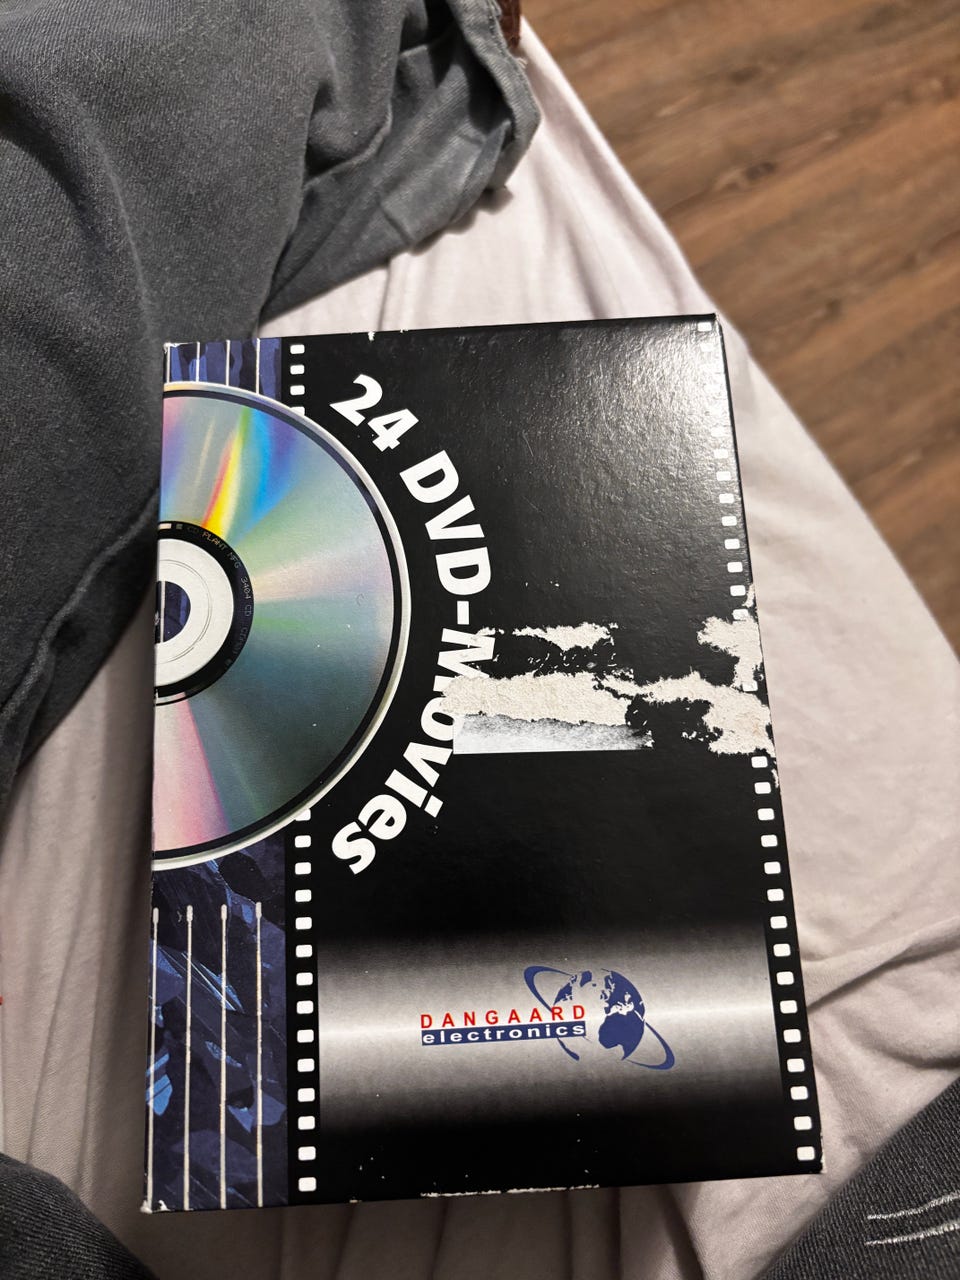 24 DVD-Movies
DANGAARD
electronics